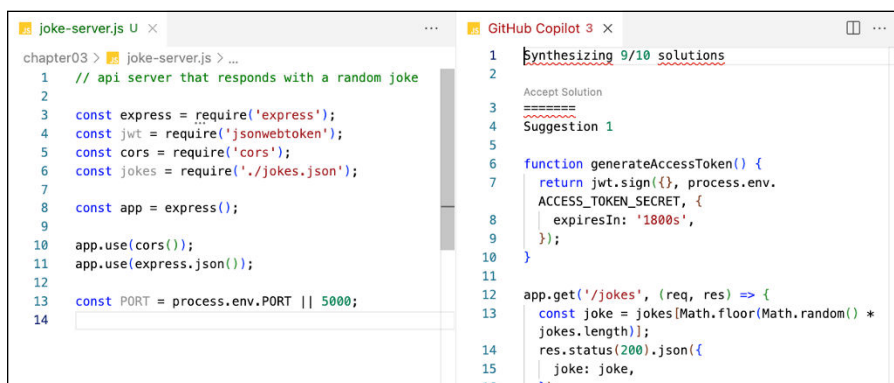 joke-server.js U ×
chapter03 > joke-server.js > ...
1 // api server that responds with a random joke
2
3 const express = require('express');
4 const jwt = require('jsonwebtoken');
5 const cors = require('cors');
6 const jokes = require('./jokes.json');
7
8 const app = express();
9
10 app.use(cors());
11 app.use(express.json());
12
13 const PORT = process.env.PORT || 5000;
14
GitHub Copilot 3 ×
1 Synthesizing 9/10 solutions
2
Accept Solution
3 =======
4 Suggestion 1
5
6 function generateAccessToken() {
7 return jwt.sign({}, process.env.
ACCESS_TOKEN_SECRET, {
8 expiresIn: '1800s',
9 });
10 }
11
12 app.get('/jokes', (req, res) => {
13 const joke = jokes[Math.floor(Math.random() *
jokes.length)];
14 res.status(200).json({
15 joke: joke,